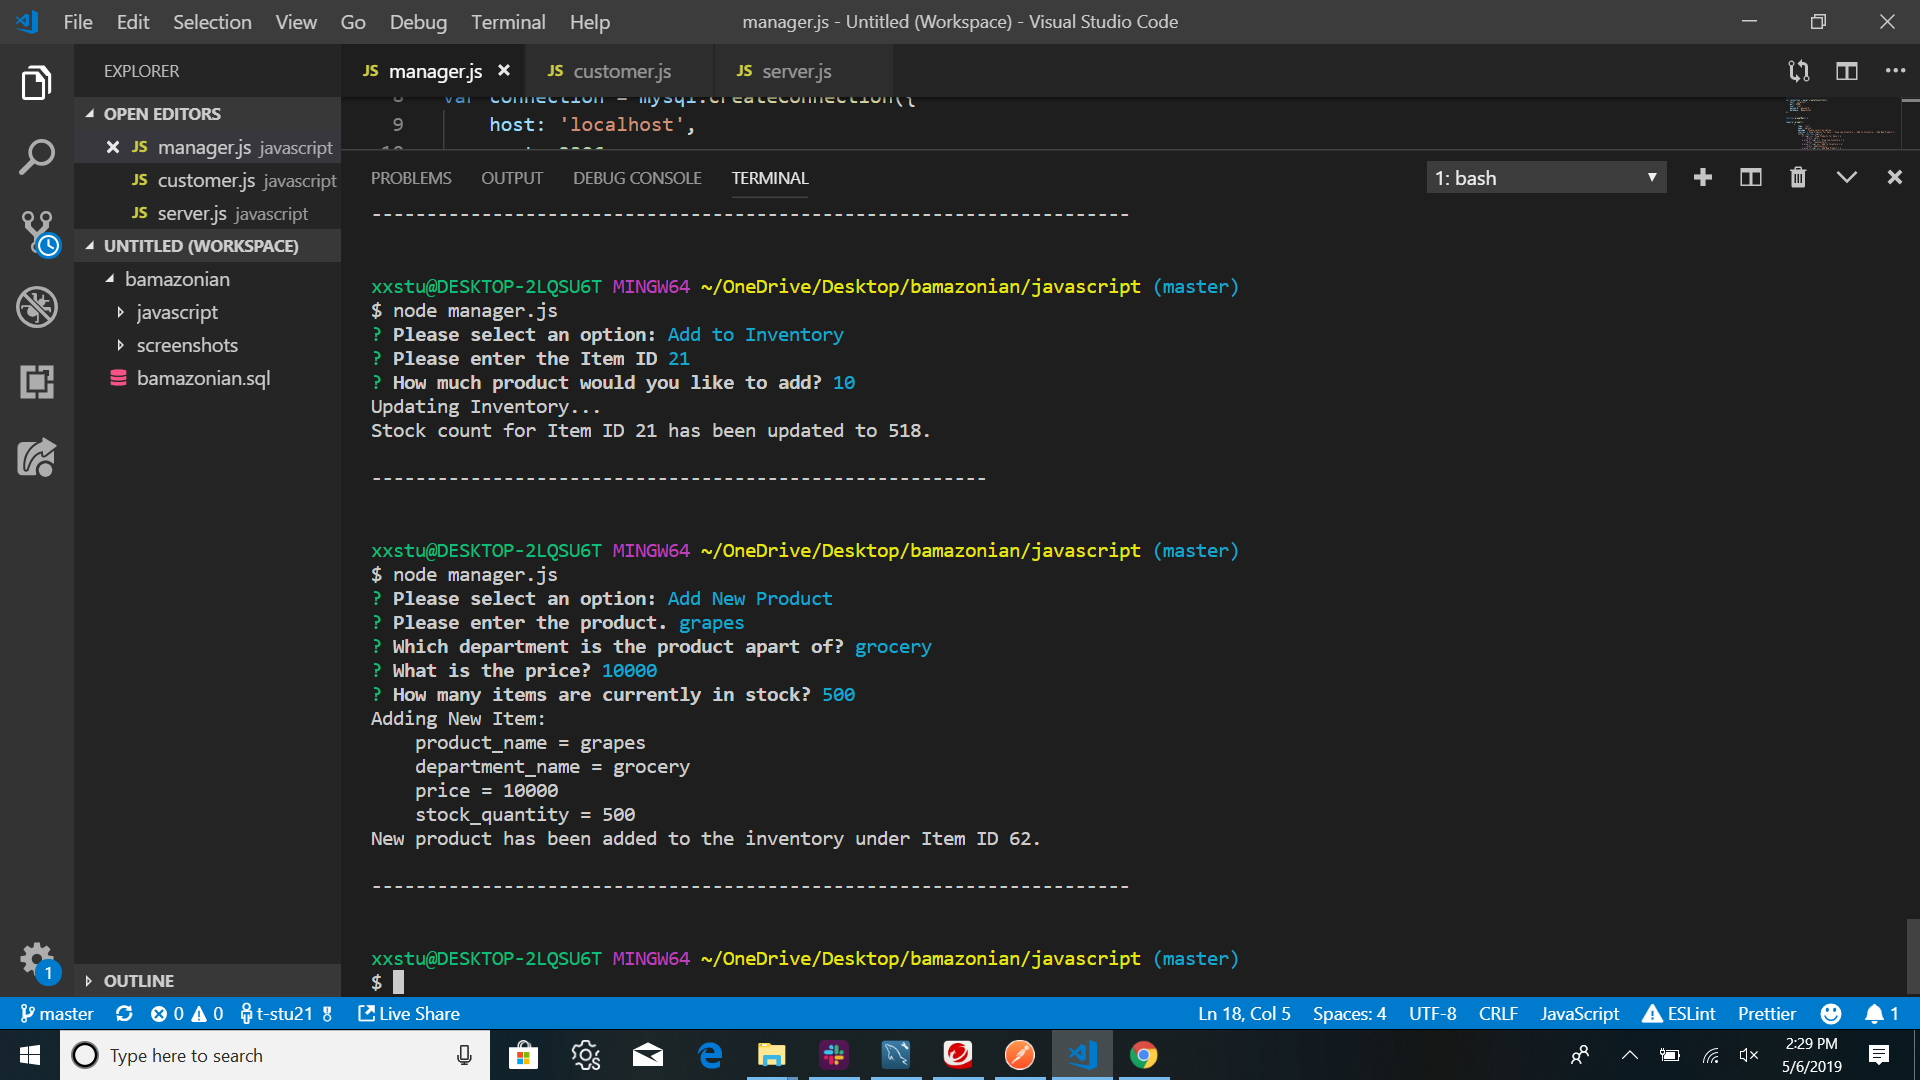 File Edit Selection View Go Debug Terminal Help
manager.js - Untitled (Workspace) - Visual Studio Code
EXPLORER
JS manager.js
JS customer.js
JS server.js
OPEN EDITORS
JS manager.js javascript
JS customer.js javascript
JS server.js javascript
UNTITLED (WORKSPACE)
bamazonian
javascript
screenshots
bamazonian.sql
OUTLINE
8 var connection = mysql.createConnection({
9 host: 'localhost',
PROBLEMS OUTPUT DEBUG CONSOLE TERMINAL
1: bash
---------------------------------------------------------------------
xxstu@DESKTOP-2LQSU6T MINGW64 ~/OneDrive/Desktop/bamazonian/javascript (master)
$ node manager.js
? Please select an option: Add to Inventory
? Please enter the Item ID 21
? How much product would you like to add? 10
Updating Inventory...
Stock count for Item ID 21 has been updated to 518.
--------------------------------------------------------
xxstu@DESKTOP-2LQSU6T MINGW64 ~/OneDrive/Desktop/bamazonian/javascript (master)
$ node manager.js
? Please select an option: Add New Product
? Please enter the product. grapes
? Which department is the product apart of? grocery
? What is the price? 10000
? How many items are currently in stock? 500
Adding New Item:
product_name = grapes
department_name = grocery
price = 10000
stock_quantity = 500
New product has been added to the inventory under Item ID 62.
---------------------------------------------------------------------
xxstu@DESKTOP-2LQSU6T MINGW64 ~/OneDrive/Desktop/bamazonian/javascript (master)
$
1
master 0 0 t-stu21 Live Share
Ln 18, Col 5 Spaces: 4 UTF-8 CRLF JavaScript ESLint Prettier 1
Type here to search
2:29 PM
5/6/2019